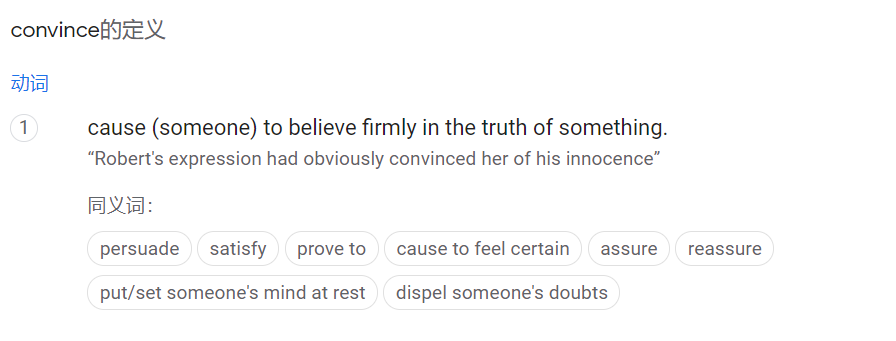 convince的定义
动词
1 cause (someone) to believe firmly in the truth of something.
“Robert's expression had obviously convinced her of his innocence”
同义词：
persuade satisfy prove to cause to feel certain assure reassure
put/set someone's mind at rest dispel someone's doubts